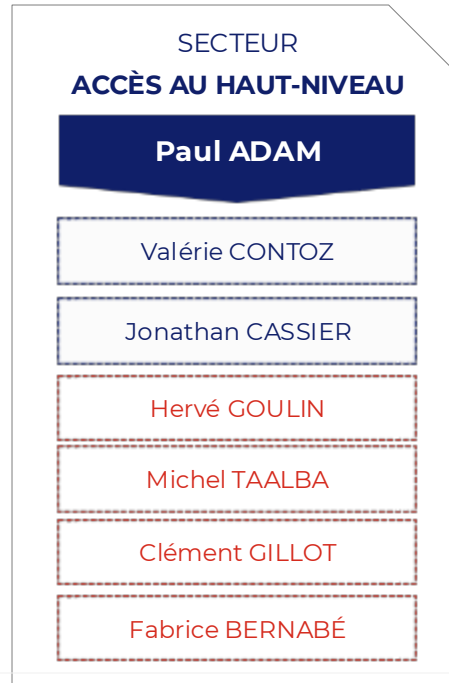 SECTEUR
ACCÈS AU HAUT-NIVEAU
Paul ADAM
Valérie CONTOZ
Jonathan CASSIER
Hervé GOULIN
Michel TAALBA
Clément GILLOT
Fabrice BERNABÉ